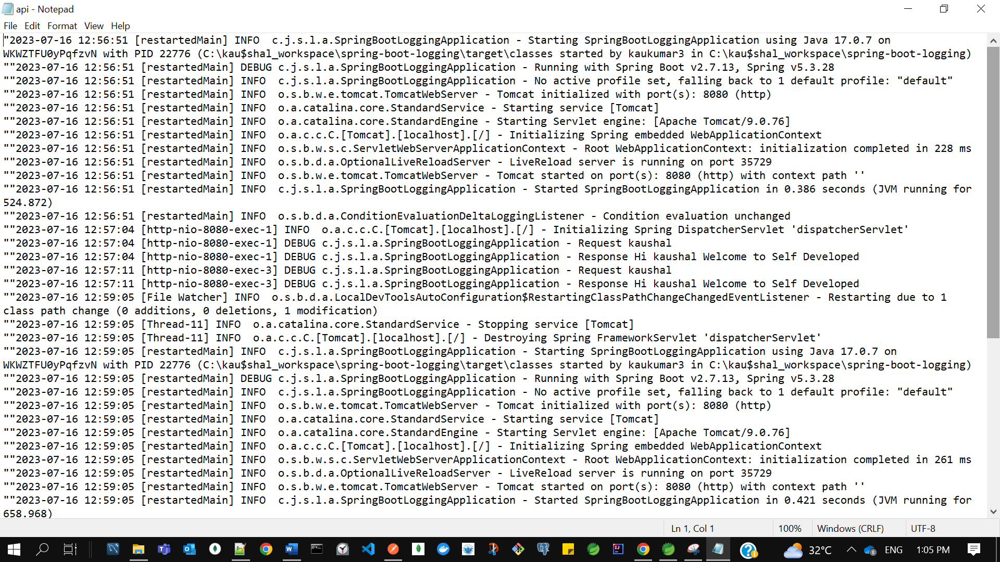 api - Notepad
File Edit Format View Help
"2023-07-16 12:56:51 [restartedMain] INFO  c.j.s.l.a.SpringBootLoggingApplication - Starting SpringBootLoggingApplication using Java 17.0.7 on
WKWZTFU0yPqfzvN with PID 22776 (C:\kau$shal_workspace\spring-boot-logging\target\classes started by kaukumar3 in C:\kau$shal_workspace\spring-boot-logging)
""2023-07-16 12:56:51 [restartedMain] DEBUG c.j.s.l.a.SpringBootLoggingApplication - Running with Spring Boot v2.7.13, Spring v5.3.28
""2023-07-16 12:56:51 [restartedMain] INFO  c.j.s.l.a.SpringBootLoggingApplication - No active profile set, falling back to 1 default profile: "default"
""2023-07-16 12:56:51 [restartedMain] INFO  o.s.b.w.e.tomcat.TomcatWebServer - Tomcat initialized with port(s): 8080 (http)
""2023-07-16 12:56:51 [restartedMain] INFO  o.a.catalina.core.StandardService - Starting service [Tomcat]
""2023-07-16 12:56:51 [restartedMain] INFO  o.a.catalina.core.StandardEngine - Starting Servlet engine: [Apache Tomcat/9.0.76]
""2023-07-16 12:56:51 [restartedMain] INFO  o.a.c.c.C.[Tomcat].[localhost].[/] - Initializing Spring embedded WebApplicationContext
""2023-07-16 12:56:51 [restartedMain] INFO  o.s.b.w.s.c.ServletWebServerApplicationContext - Root WebApplicationContext: initialization completed in 228 ms
""2023-07-16 12:56:51 [restartedMain] INFO  o.s.b.d.a.OptionalLiveReloadServer - LiveReload server is running on port 35729
""2023-07-16 12:56:51 [restartedMain] INFO  o.s.b.w.e.tomcat.TomcatWebServer - Tomcat started on port(s): 8080 (http) with context path ''
""2023-07-16 12:56:51 [restartedMain] INFO  c.j.s.l.a.SpringBootLoggingApplication - Started SpringBootLoggingApplication in 0.386 seconds (JVM running for
524.872)
""2023-07-16 12:56:51 [restartedMain] INFO  o.s.b.d.a.ConditionEvaluationDeltaLoggingListener - Condition evaluation unchanged
""2023-07-16 12:57:04 [http-nio-8080-exec-1] INFO  o.a.c.c.C.[Tomcat].[localhost].[/] - Initializing Spring DispatcherServlet 'dispatcherServlet'
""2023-07-16 12:57:04 [http-nio-8080-exec-1] DEBUG c.j.s.l.a.SpringBootLoggingApplication - Request kaushal
""2023-07-16 12:57:04 [http-nio-8080-exec-1] DEBUG c.j.s.l.a.SpringBootLoggingApplication - Response Hi kaushal Welcome to Self Developed
""2023-07-16 12:57:11 [http-nio-8080-exec-3] DEBUG c.j.s.l.a.SpringBootLoggingApplication - Request kaushal
""2023-07-16 12:57:11 [http-nio-8080-exec-3] DEBUG c.j.s.l.a.SpringBootLoggingApplication - Response Hi kaushal Welcome to Self Developed
""2023-07-16 12:59:05 [File Watcher] INFO  o.s.b.d.a.LocalDevToolsAutoConfiguration$RestartingClassPathChangeChangedEventListener - Restarting due to 1
class path change (0 additions, 0 deletions, 1 modification)
""2023-07-16 12:59:05 [Thread-11] INFO  o.a.catalina.core.StandardService - Stopping service [Tomcat]
""2023-07-16 12:59:05 [Thread-11] INFO  o.a.c.c.C.[Tomcat].[localhost].[/] - Destroying Spring FrameworkServlet 'dispatcherServlet'
""2023-07-16 12:59:05 [restartedMain] INFO  c.j.s.l.a.SpringBootLoggingApplication - Starting SpringBootLoggingApplication using Java 17.0.7 on
WKWZTFU0yPqfzvN with PID 22776 (C:\kau$shal_workspace\spring-boot-logging\target\classes started by kaukumar3 in C:\kau$shal_workspace\spring-boot-logging)
""2023-07-16 12:59:05 [restartedMain] DEBUG c.j.s.l.a.SpringBootLoggingApplication - Running with Spring Boot v2.7.13, Spring v5.3.28
""2023-07-16 12:59:05 [restartedMain] INFO  c.j.s.l.a.SpringBootLoggingApplication - No active profile set, falling back to 1 default profile: "default"
""2023-07-16 12:59:05 [restartedMain] INFO  o.s.b.w.e.tomcat.TomcatWebServer - Tomcat initialized with port(s): 8080 (http)
""2023-07-16 12:59:05 [restartedMain] INFO  o.a.catalina.core.StandardService - Starting service [Tomcat]
""2023-07-16 12:59:05 [restartedMain] INFO  o.a.catalina.core.StandardEngine - Starting Servlet engine: [Apache Tomcat/9.0.76]
""2023-07-16 12:59:05 [restartedMain] INFO  o.a.c.c.C.[Tomcat].[localhost].[/] - Initializing Spring embedded WebApplicationContext
""2023-07-16 12:59:05 [restartedMain] INFO  o.s.b.w.s.c.ServletWebServerApplicationContext - Root WebApplicationContext: initialization completed in 261 ms
""2023-07-16 12:59:05 [restartedMain] INFO  o.s.b.d.a.OptionalLiveReloadServer - LiveReload server is running on port 35729
""2023-07-16 12:59:05 [restartedMain] INFO  o.s.b.w.e.tomcat.TomcatWebServer - Tomcat started on port(s): 8080 (http) with context path ''
""2023-07-16 12:59:05 [restartedMain] INFO  c.j.s.l.a.SpringBootLoggingApplication - Started SpringBootLoggingApplication in 0.421 seconds (JVM running for
658.968)
Ln 1, Col 1 100% Windows (CRLF) UTF-8
32°C ENG 1:05 PM